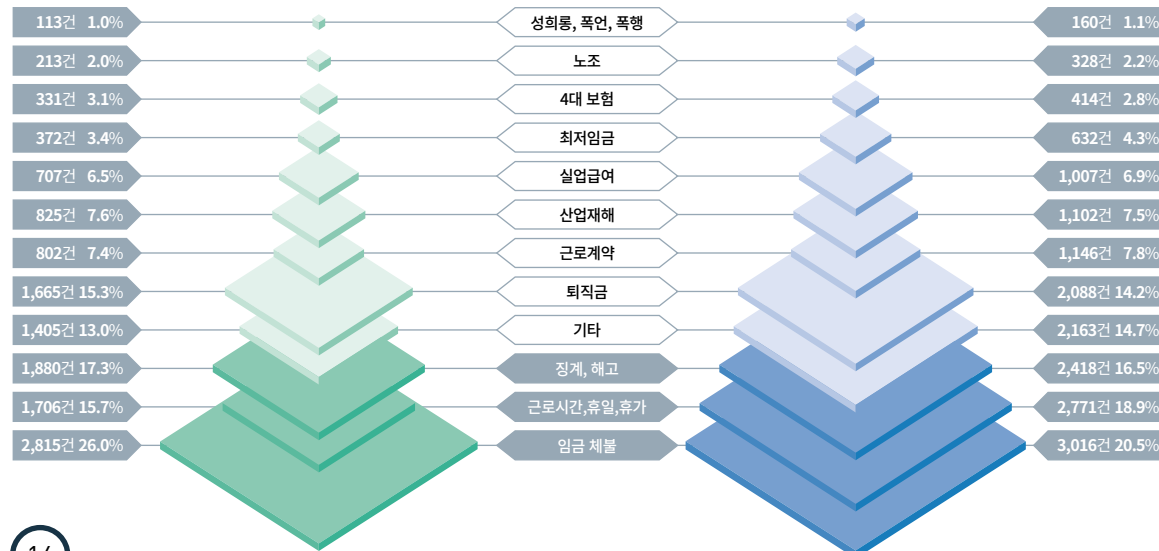 113건 1.0% 성희롱, 폭언, 폭행 160건 1.1%
213건 2.0% 노조 328건 2.2%
331건 3.1% 4대 보험 414건 2.8%
372건 3.4% 최저임금 632건 4.3%
707건 6.5% 실업급여 1,007건 6.9%
825건 7.6% 산업재해 1,102건 7.5%
802건 7.4% 근로계약 1,146건 7.8%
1,665건 15.3% 퇴직금 2,088건 14.2%
1,405건 13.0% 기타 2,163건 14.7%
1,880건 17.3% 징계, 해고 2,418건 16.5%
1,706건 15.7% 근로시간,휴일,휴가 2,771건 18.9%
2,815건 26.0% 임금 체불 3,016건 20.5%